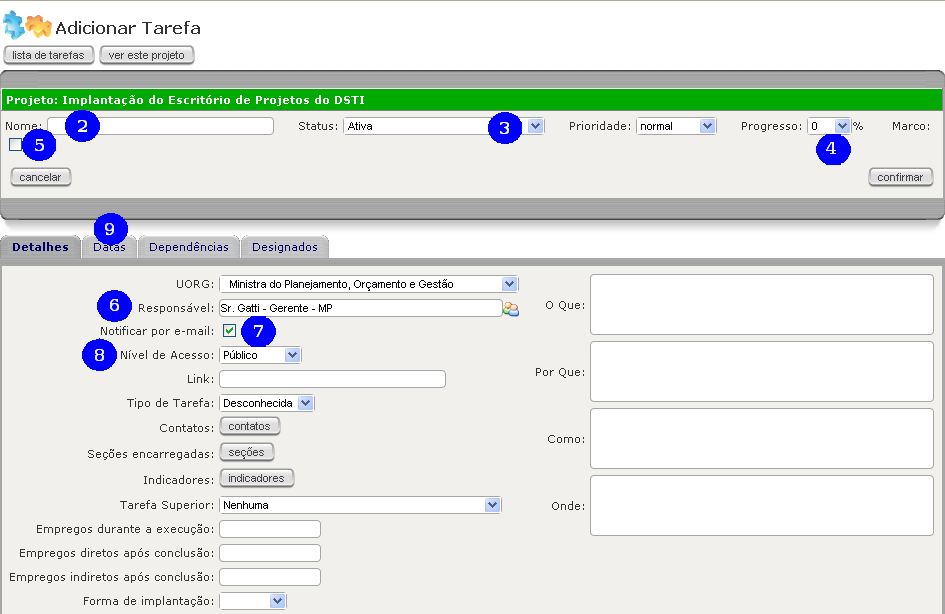 Adicionar Tarefa
lista de tarefas ver este projeto
Projeto: Implantação do Escritório de Projetos do DSTI
Nome: 2 Status: Ativa 3 Prioridade: normal Progresso: 0 % Marco:
5 4
cancelar confirmar
9
Detalhes Datas Dependências Designados
UORG: Ministra do Planejamento, Orçamento e Gestão
O Que:
6 Responsável: Sr. Gatti - Gerente - MP
Notificar por e-mail: 7
8 Nível de Acesso: Público
Por Que:
Link:
Tipo de Tarefa: Desconhecida
Contatos: contatos
Como:
Seções encarregadas: seções
Indicadores: indicadores
Tarefa Superior: Nenhuma
Onde:
Empregos durante a execução:
Empregos diretos após conclusão:
Empregos indiretos após conclusão:
Forma de implantação: